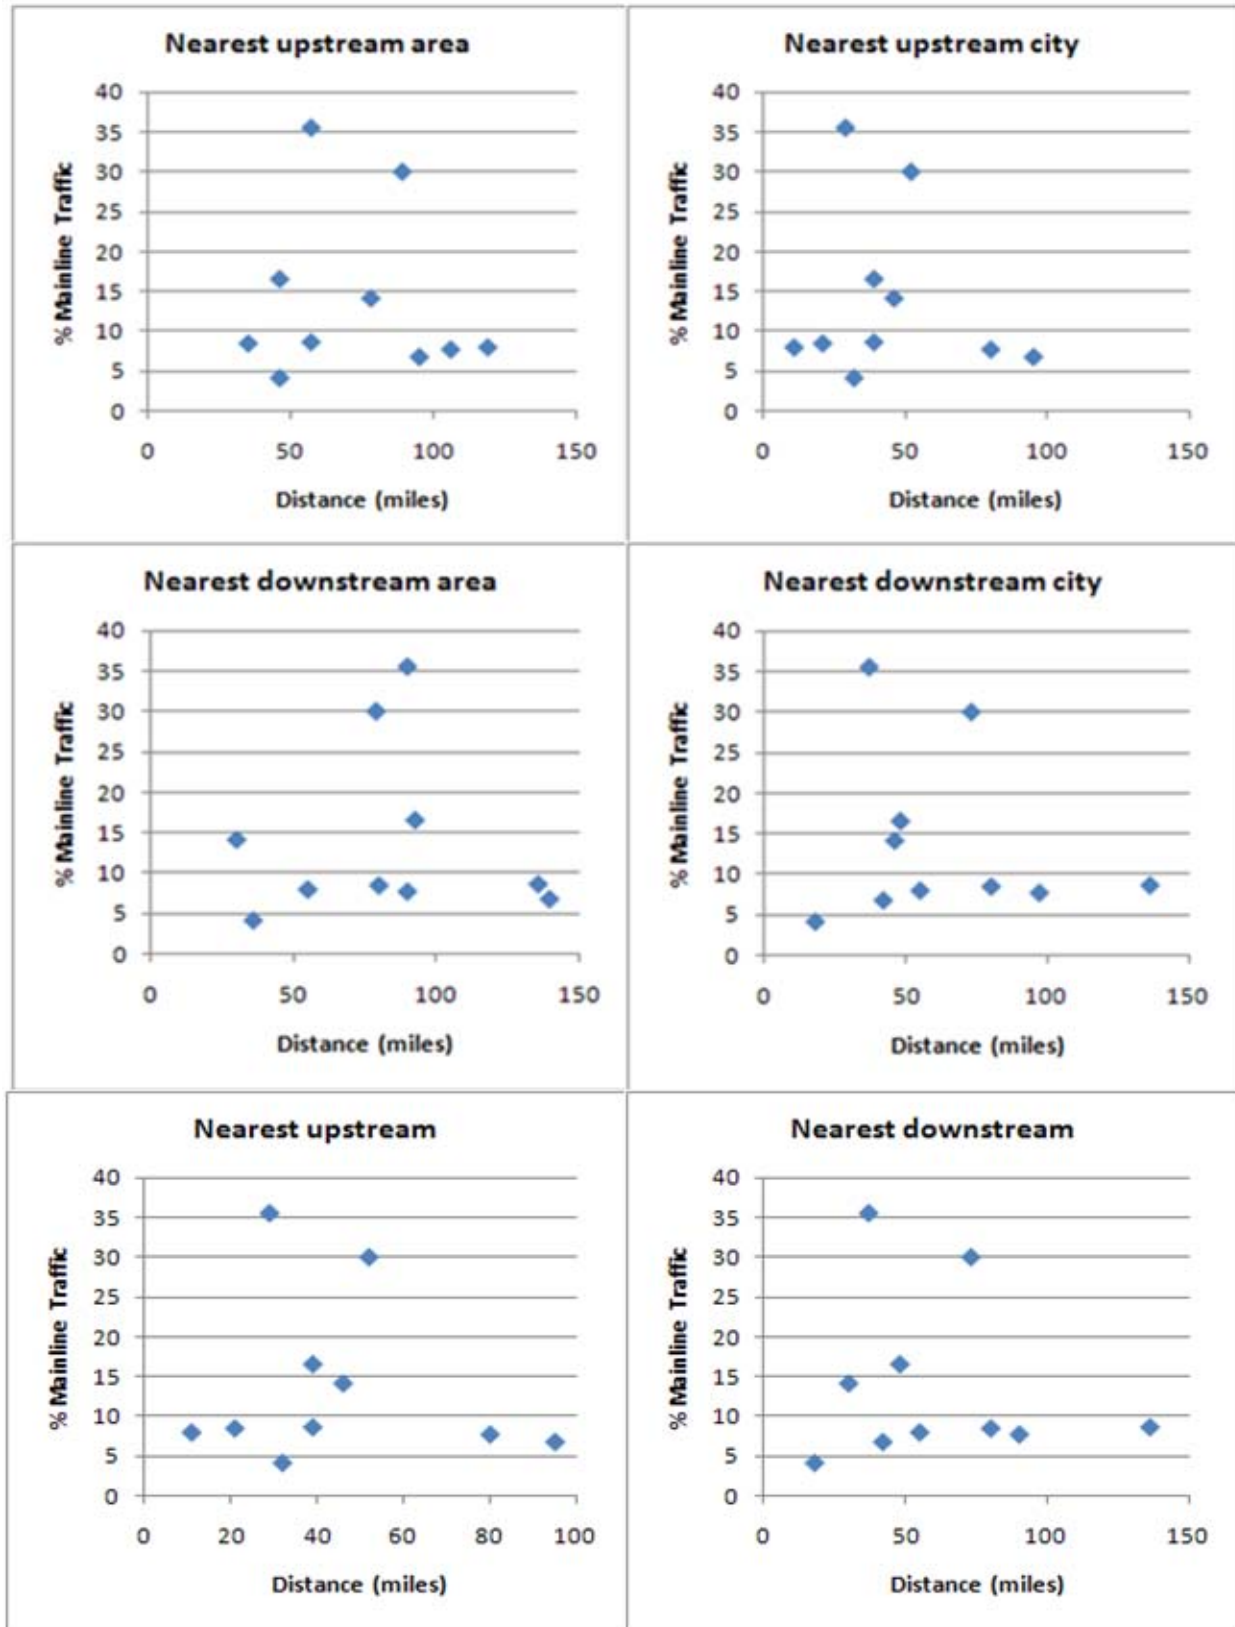 Nearest upstream area
40
35
30
25
20
15
10
5
0
% Mainline Traffic
0 50 100 150
Distance (miles)
Nearest upstream city
40
35
30
25
20
15
10
5
0
% Mainline Traffic
0 50 100 150
Distance (miles)
Nearest downstream area
40
35
30
25
20
15
10
5
0
% Mainline Traffic
0 50 100 150
Distance (miles)
Nearest downstream city
40
35
30
25
20
15
10
5
0
% Mainline Traffic
0 50 100 150
Distance (miles)
Nearest upstream
40
35
30
25
20
15
10
5
0
% Mainline Traffic
0 20 40 60 80 100
Distance (miles)
Nearest downstream
40
35
30
25
20
15
10
5
0
% Mainline Traffic
0 50 100 150
Distance (miles)